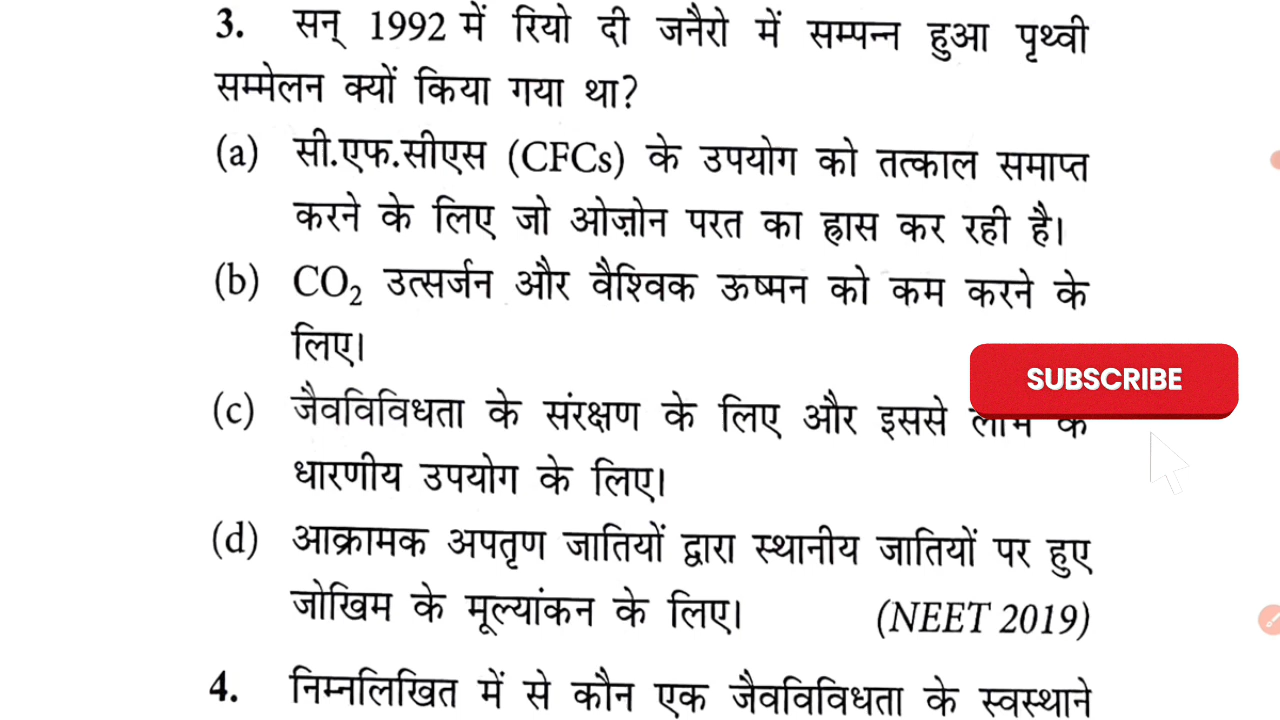 3. सन् 1992 में रियो दी जनैरो में सम्पन्न हुआ पृथ्वी
सम्मेलन क्यों किया गया था?
(a) सी.एफ.सीएस (CFCs) के उपयोग को तत्काल समाप्त
करने के लिए जो ओज़ोन परत का ह्रास कर रही है।
(b) CO₂ उत्सर्जन और वैश्विक ऊष्मन को कम करने के
लिए।
(c) जैवविविधता के संरक्षण के लिए और इससे लाभ के
धारणीय उपयोग के लिए।
SUBSCRIBE
(d) आक्रामक अपतृण जातियों द्वारा स्थानीय जातियों पर हुए
जोखिम के मूल्यांकन के लिए। (NEET 2019)
4. निम्नलिखित में से कौन एक जैवविविधता के स्वस्थाने